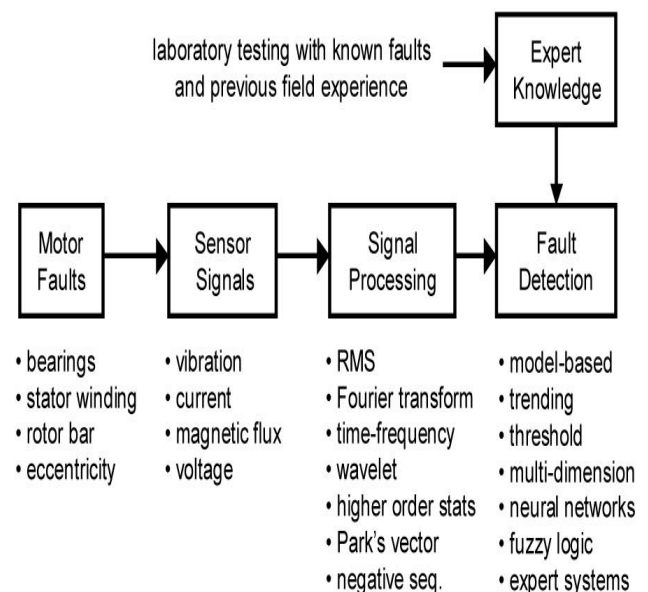 laboratory testing with known faults
and previous field experience
Expert
Knowledge
Motor
Faults
Sensor
Signals
Signal
Processing
Fault
Detection
• bearings
• stator winding
• rotor bar
• eccentricity
• vibration
• current
• magnetic flux
• voltage
• RMS
• Fourier transform
• time-frequency
• wavelet
• higher order stats
• Park's vector
• negative seq.
• model-based
• trending
• threshold
• multi-dimension
• neural networks
• fuzzy logic
• expert systems